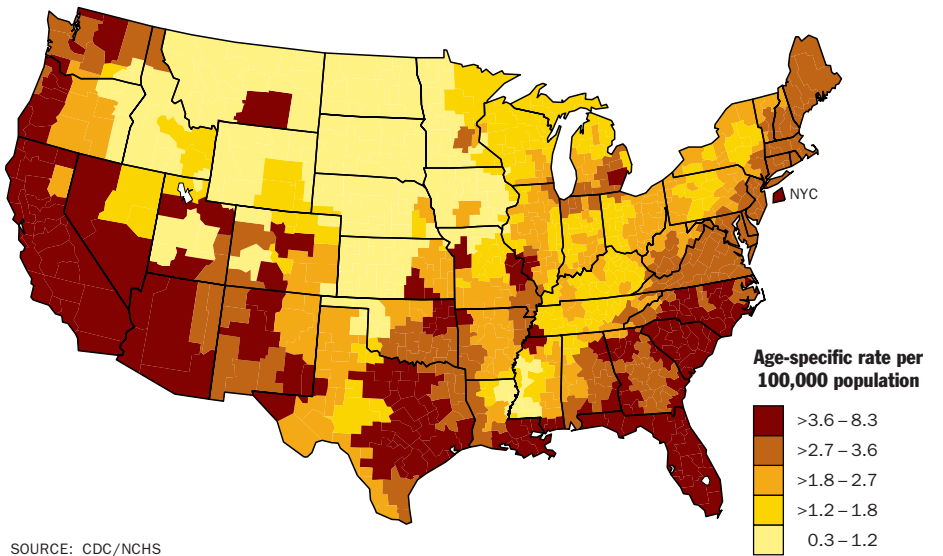 NYC
Age-specific rate per
100,000 population
>3.6 – 8.3
>2.7 – 3.6
>1.8 – 2.7
>1.2 – 1.8
0.3 – 1.2
SOURCE: CDC/NCHS